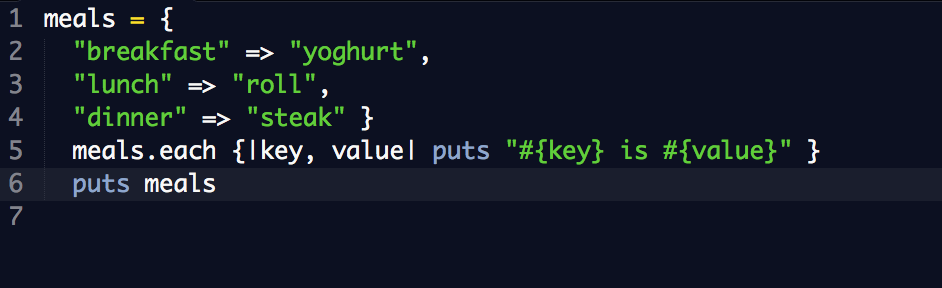 1 meals = {
2 "breakfast" => "yoghurt",
3 "lunch" => "roll",
4 "dinner" => "steak" }
5 meals.each {|key, value| puts "#{key} is #{value}" }
6 puts meals
7